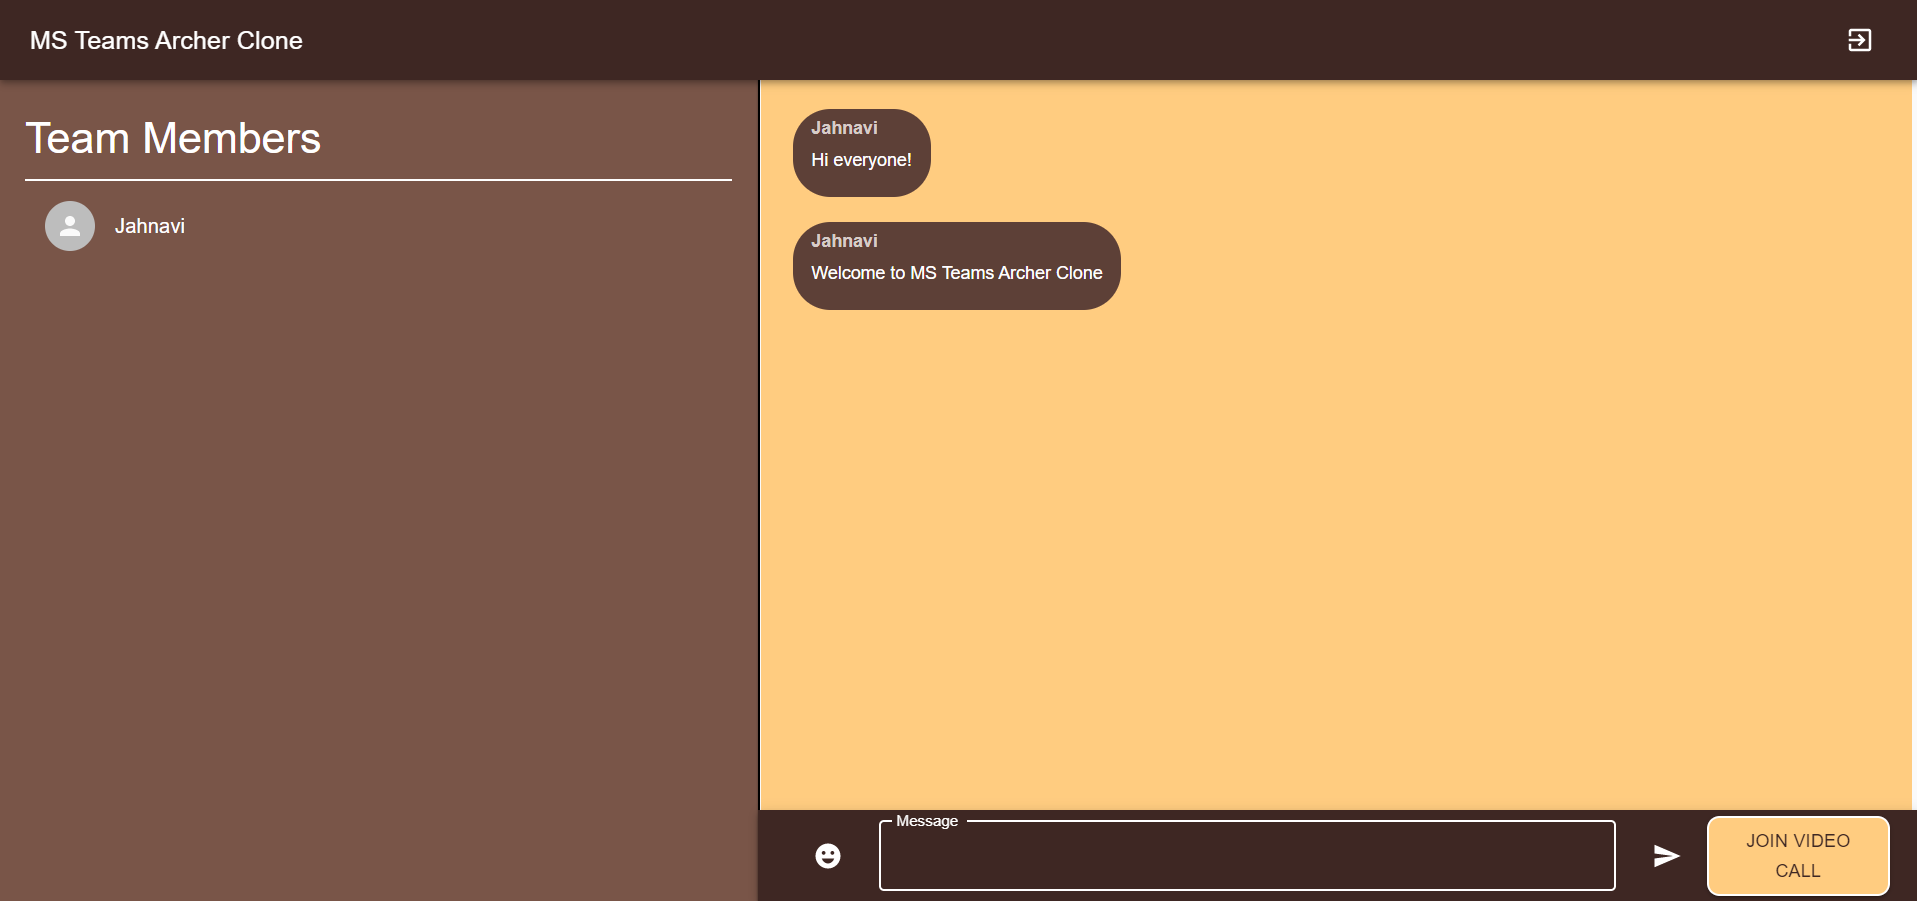 MS Teams Archer Clone
Team Members
Jahnavi
Jahnavi
Hi everyone!
Jahnavi
Welcome to MS Teams Archer Clone
Message
JOIN VIDEO
CALL